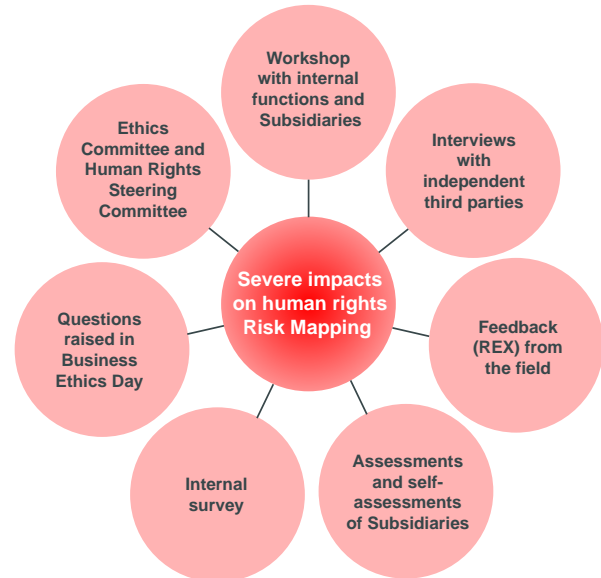 Workshop
with internal
functions and
Subsidiaries
Interviews
with
independent
third parties
Feedback
(REX) from
the field
Assessments
and self-
assessments
of Subsidiaries
Internal
survey
Questions
raised in
Business
Ethics Day
Ethics
Committee and
Human Rights
Steering
Committee
Severe impacts
on human rights
Risk Mapping